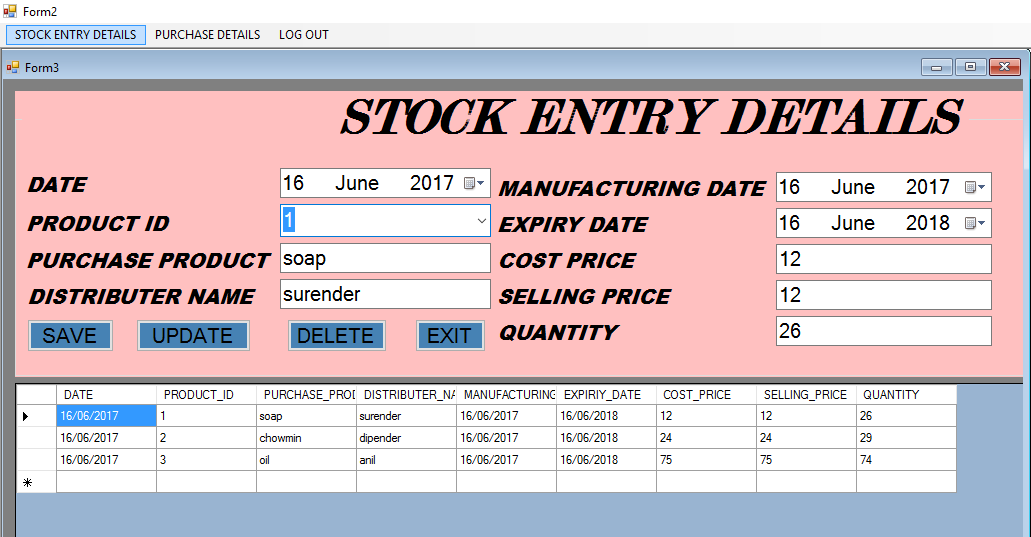 Form2
STOCK ENTRY DETAILS PURCHASE DETAILS LOG OUT
Form3
STOCK ENTRY DETAILS
DATE 16 June 2017 MANUFACTURING DATE 16 June 2017
PRODUCT ID 1 EXPIRY DATE 16 June 2018
PURCHASE PRODUCT soap COST PRICE 12
DISTRIBUTER NAME surender SELLING PRICE 12
SAVE UPDATE DELETE EXIT QUANTITY 26
DATE PRODUCT_ID PURCHASE_PROD DISTRIBUTER_NA MANUFACTURING EXPIRIY_DATE COST_PRICE SELLING_PRICE QUANTITY
16/06/2017 1 soap surender 16/06/2017 16/06/2018 12 12 26
16/06/2017 2 chowmin dipender 16/06/2017 16/06/2018 24 24 29
16/06/2017 3 oil anil 16/06/2017 16/06/2018 75 75 74